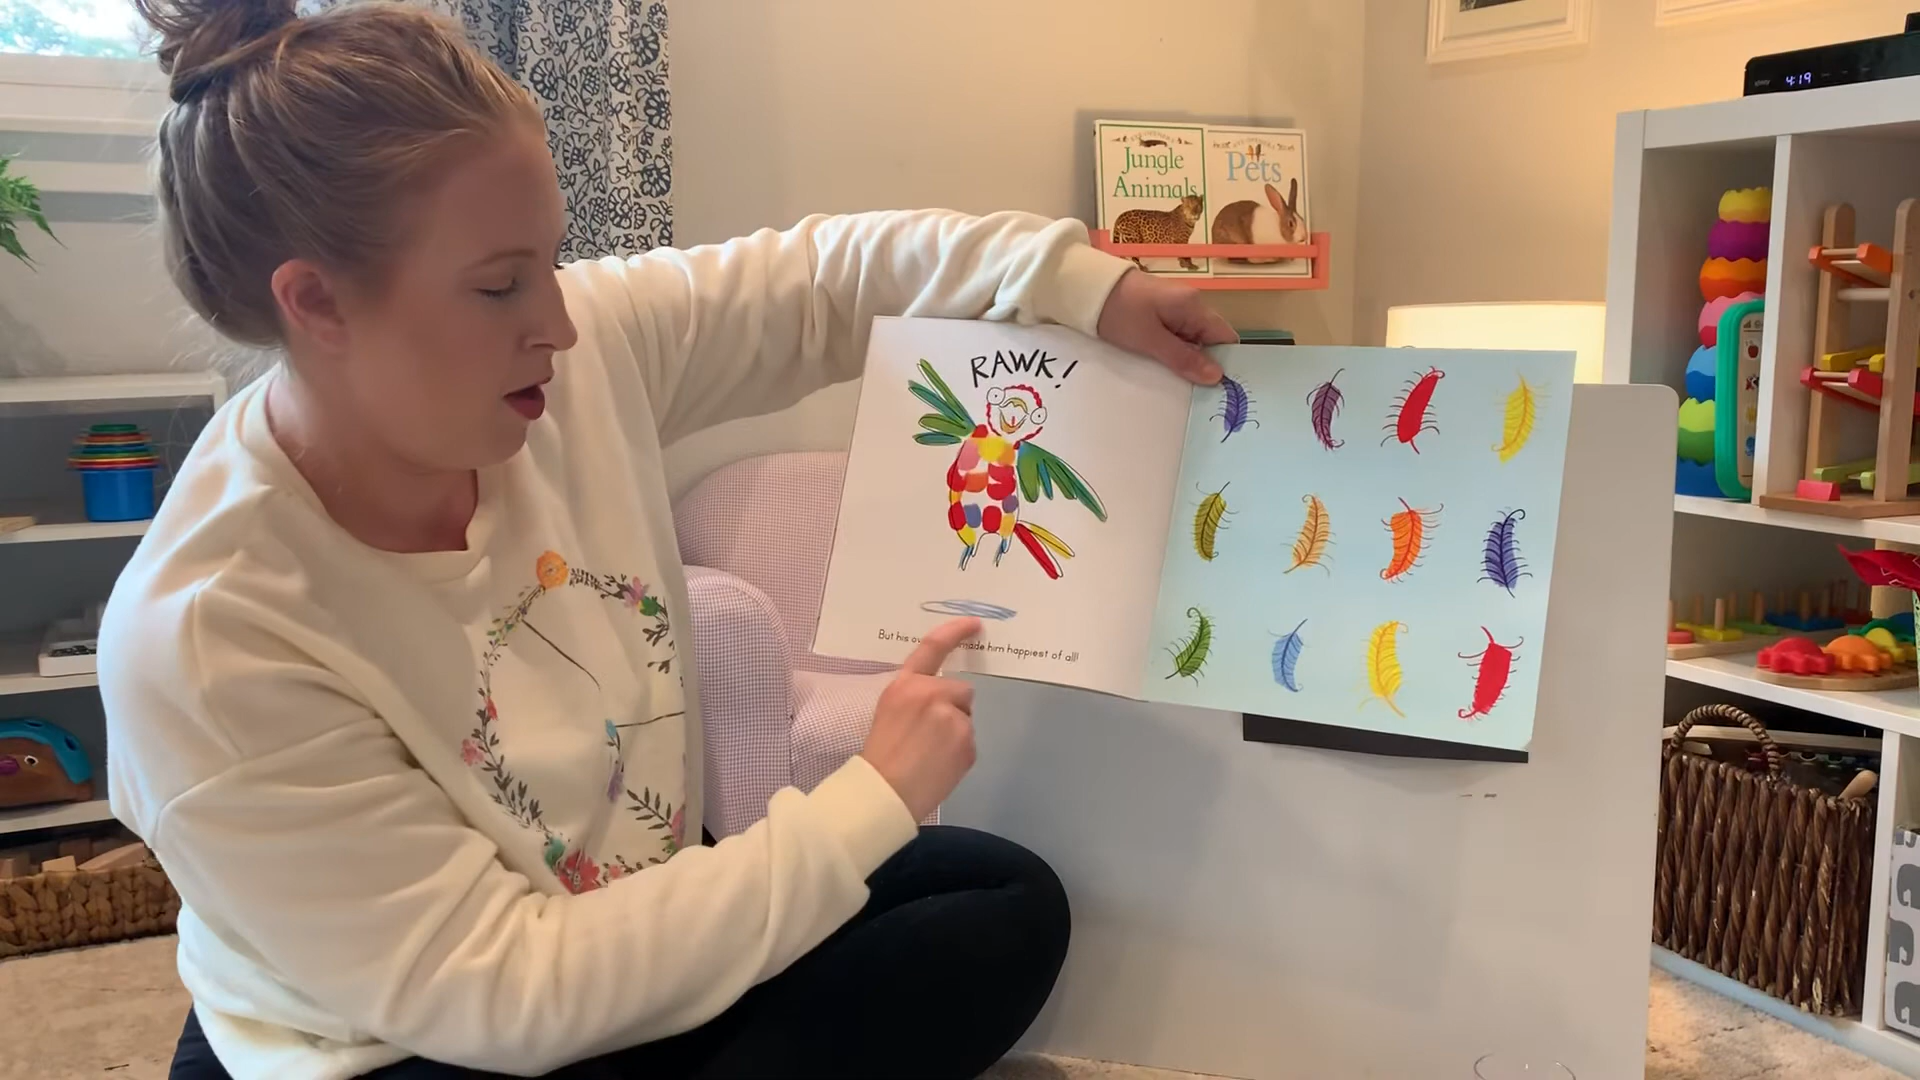 4:19
Jungle
Animals
Pets
RAWK!
But his made him happiest of all!